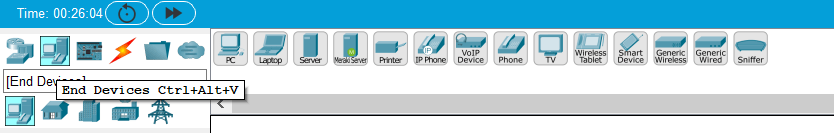 Time: 00:26:04
PC
Laptop
Server
Meraki Server
Printer
IP
IP Phone
VoIP Device
Phone
TV
Wireless Tablet
Smart Device
Generic Wireless
Generic Wired
Sniffer
[End Devices]
End Devices Ctrl+Alt+V